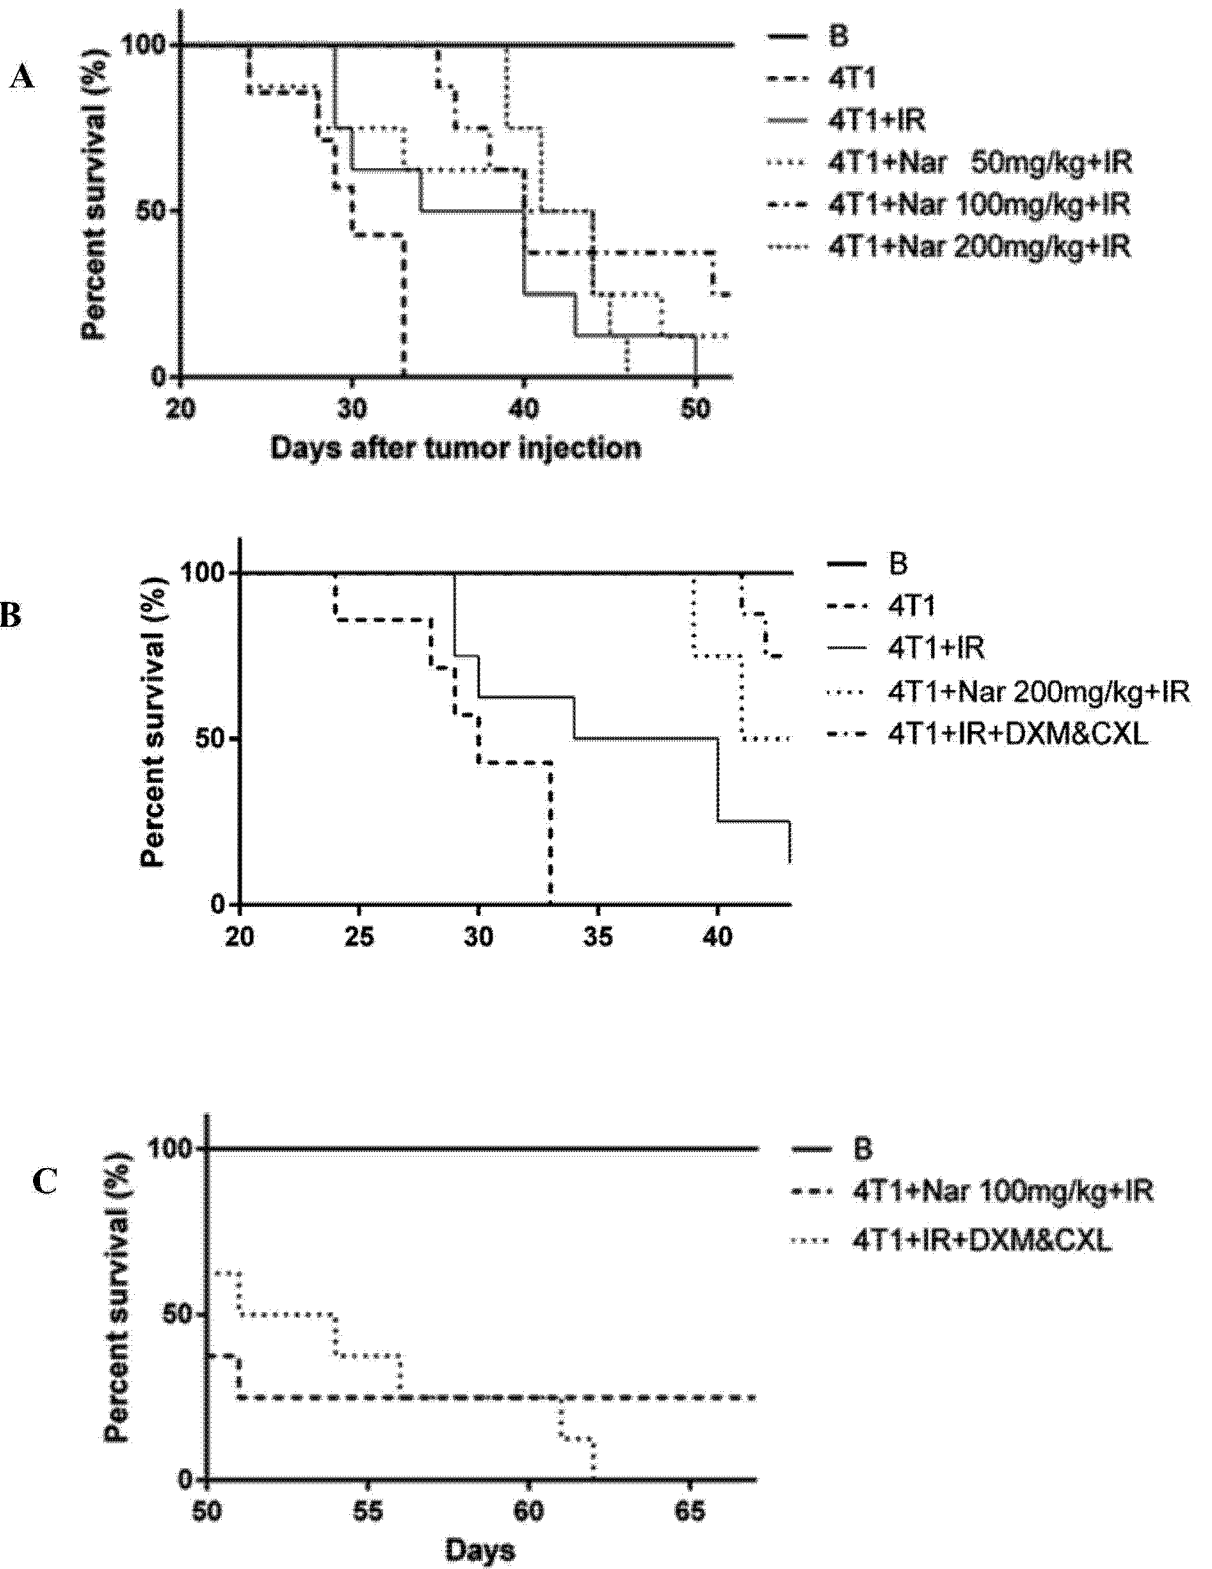 A
Percent survival (%)
100
50
0
20 30 40 50
Days after tumor injection
B
4T1
4T1+IR
4T1+Nar 50mg/kg+IR
4T1+Nar 100mg/kg+IR
4T1+Nar 200mg/kg+IR
B
Percent survival (%)
100
50
0
20 25 30 35 40
B
4T1
4T1+IR
4T1+Nar 200mg/kg+IR
4T1+IR+DXM&CXL
C
Percent survival (%)
100
50
0
50 55 60 65
Days
B
4T1+Nar 100mg/kg+IR
4T1+IR+DXM&CXL